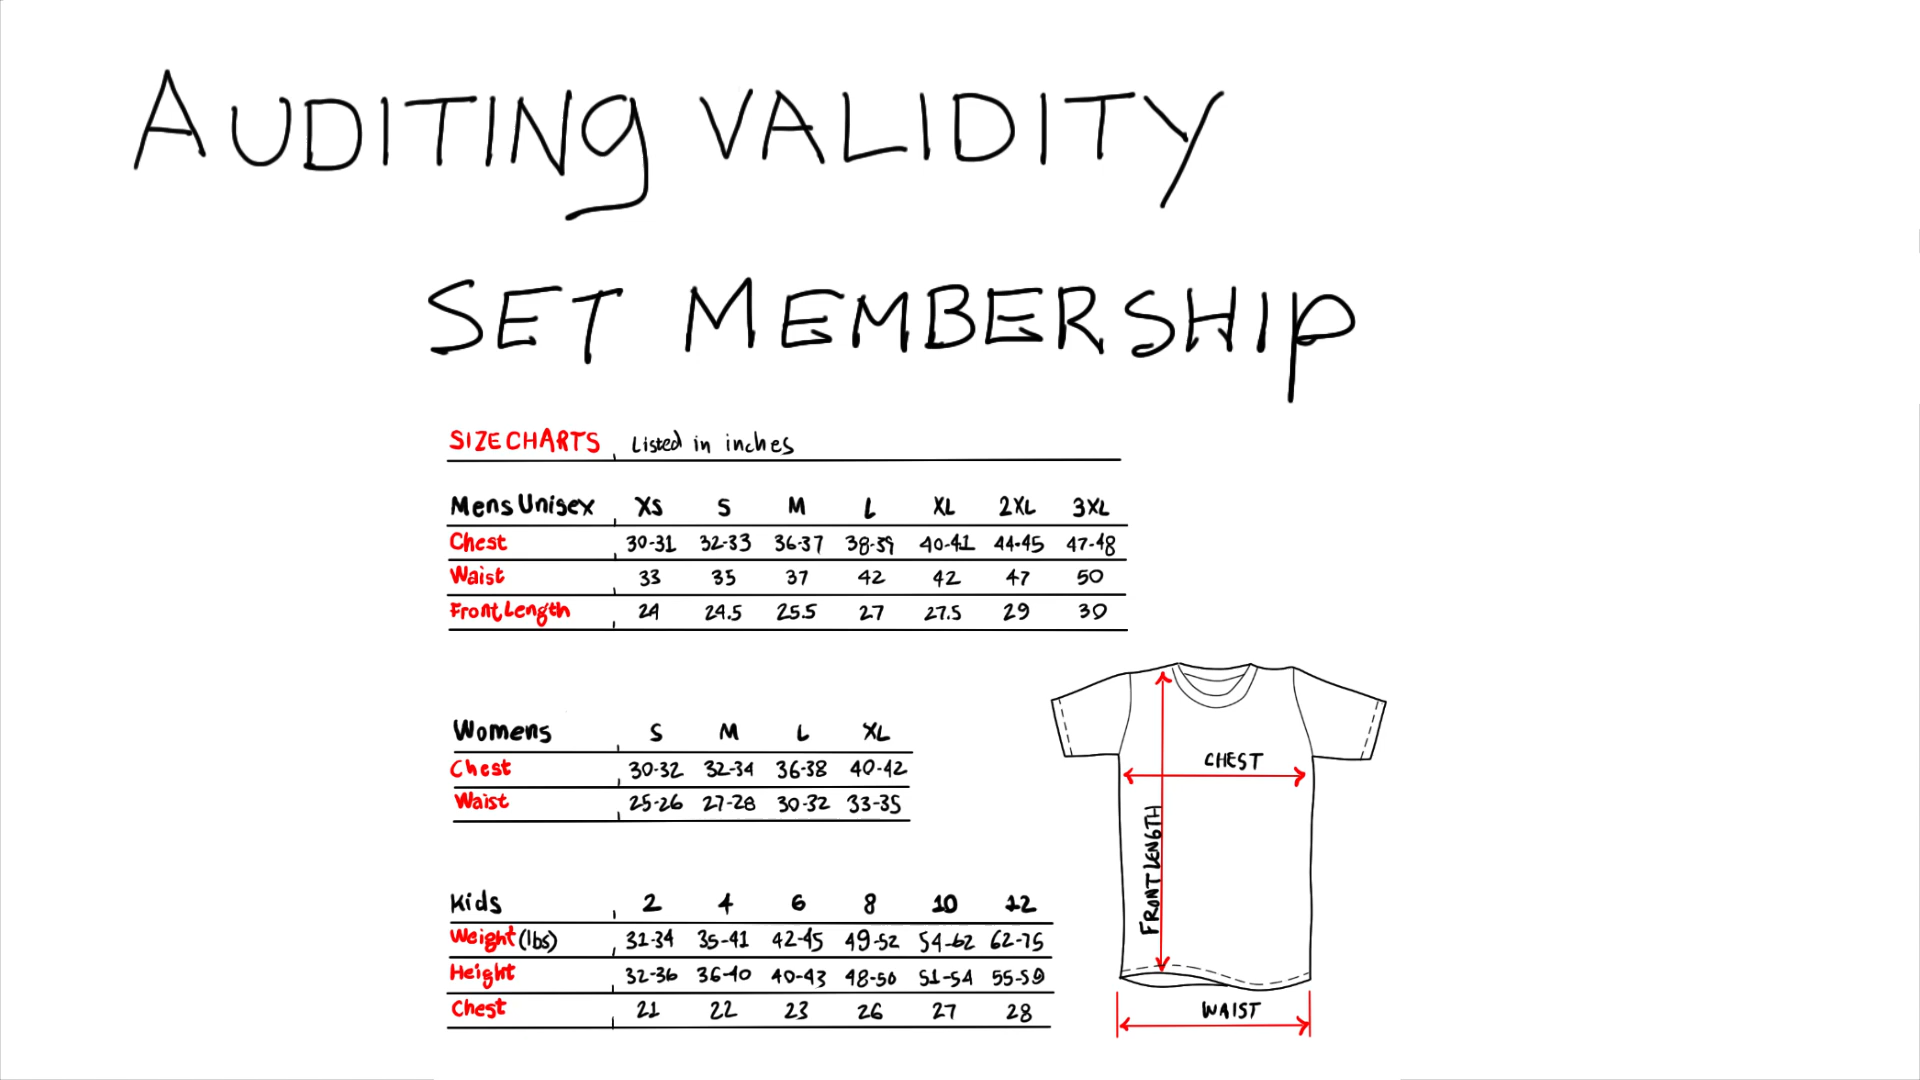 AUDITING VALIDITY
SET MEMBERSHIP
SIZE CHARTS Listed in inches
Mens Unisex XS S M L XL 2XL 3XL
Chest 30-31 32-33 36-37 38-39 40-41 44-45 47-48
Waist 33 35 37 42 42 47 50
Front Length 24 24.5 25.5 27 27.5 29 30
Womens S M L XL
Chest 30-32 32-34 36-38 40-42
Waist 25-26 27-28 30-32 33-35
Kids 2 4 6 8 10 12
Weight (lbs) 31-34 35-41 42-45 49-52 54-62 62-75
Height 32-36 36-40 40-43 48-50 51-54 55-59
Chest 21 22 23 26 27 28
CHEST
FRONT LENGTH
WAIST